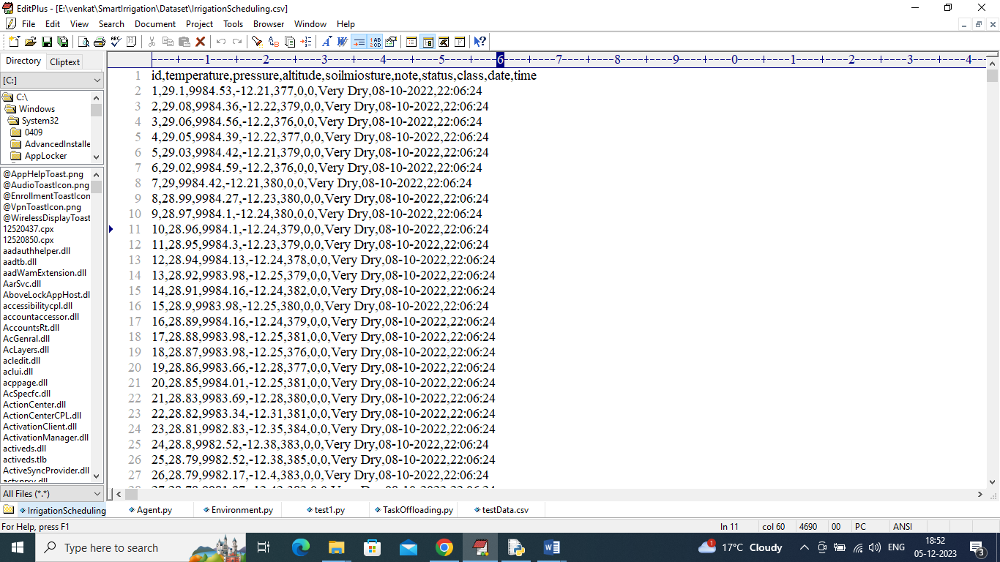 EditPlus - [E:\venkat\SmartIrrigation\Dataset\IrrigationScheduling.csv]
File Edit View Search Document Project Tools Browser Window Help
Directory Cliptext
----+----1----+----2----+----3----+----4----+----5----+----6----+----7----+----8----+----9----+----0----+----1----+----2----+----3----+----4--
[C:]
C:\
Windows
System32
0409
AdvancedInstalle
AppLocker
@AppHelpToast.png
@AudioToastIcon.png
@EnrollmentToastIcon
@VpnToastIcon.png
@WirelessDisplayToast
12520437.cpx
12520850.cpx
aadauthhelper.dll
aadtb.dll
aadWamExtension.dll
AarSvc.dll
AboveLockAppHost.dl
accessibilitycpl.dll
accountaccessor.dll
AccountsRt.dll
AcGenral.dll
AcLayers.dll
acledit.dll
aclui.dll
acppage.dll
AcSpecfc.dll
ActionCenter.dll
ActionCenterCPL.dll
ActivationClient.dll
ActivationManager.dll
activeds.dll
activeds.tlb
ActiveSyncProvider.dll
actxprxy.dll
All Files (*.*)
1 id,temperature,pressure,altitude,soilmiosture,note,status,class,date,time
2 1,29.1,9984.53,-12.21,377,0,0,Very Dry,08-10-2022,22:06:24
3 2,29.08,9984.36,-12.22,379,0,0,Very Dry,08-10-2022,22:06:24
4 3,29.06,9984.56,-12.2,376,0,0,Very Dry,08-10-2022,22:06:24
5 4,29.05,9984.39,-12.22,377,0,0,Very Dry,08-10-2022,22:06:24
6 5,29.03,9984.42,-12.21,379,0,0,Very Dry,08-10-2022,22:06:24
7 6,29.02,9984.59,-12.2,376,0,0,Very Dry,08-10-2022,22:06:24
8 7,29,9984.42,-12.21,380,0,0,Very Dry,08-10-2022,22:06:24
9 8,28.99,9984.27,-12.23,380,0,0,Very Dry,08-10-2022,22:06:24
10 9,28.97,9984.1,-12.24,380,0,0,Very Dry,08-10-2022,22:06:24
11 10,28.96,9984.1,-12.24,379,0,0,Very Dry,08-10-2022,22:06:24
12 11,28.95,9984.3,-12.23,379,0,0,Very Dry,08-10-2022,22:06:24
13 12,28.94,9984.13,-12.24,378,0,0,Very Dry,08-10-2022,22:06:24
14 13,28.92,9983.98,-12.25,379,0,0,Very Dry,08-10-2022,22:06:24
15 14,28.91,9984.16,-12.24,382,0,0,Very Dry,08-10-2022,22:06:24
16 15,28.9,9983.98,-12.25,380,0,0,Very Dry,08-10-2022,22:06:24
17 16,28.89,9984.16,-12.24,379,0,0,Very Dry,08-10-2022,22:06:24
18 17,28.88,9983.98,-12.25,381,0,0,Very Dry,08-10-2022,22:06:24
19 18,28.87,9983.98,-12.25,376,0,0,Very Dry,08-10-2022,22:06:24
20 19,28.86,9983.66,-12.28,377,0,0,Very Dry,08-10-2022,22:06:24
21 20,28.85,9984.01,-12.25,381,0,0,Very Dry,08-10-2022,22:06:24
22 21,28.83,9983.69,-12.28,380,0,0,Very Dry,08-10-2022,22:06:24
23 22,28.82,9983.34,-12.31,381,0,0,Very Dry,08-10-2022,22:06:24
24 23,28.81,9982.83,-12.35,384,0,0,Very Dry,08-10-2022,22:06:24
25 24,28.8,9982.52,-12.38,383,0,0,Very Dry,08-10-2022,22:06:24
26 25,28.79,9982.52,-12.38,385,0,0,Very Dry,08-10-2022,22:06:24
27 26,28.79,9982.17,-12.4,383,0,0,Very Dry,08-10-2022,22:06:24
IrrigationScheduling Agent.py Environment.py test1.py TaskOffloading.py testData.csv
For Help, press F1 ln 11 col 60 4690 00 PC ANSI
Type here to search 1 17°C Cloudy ENG 18:52
05-12-2023 3